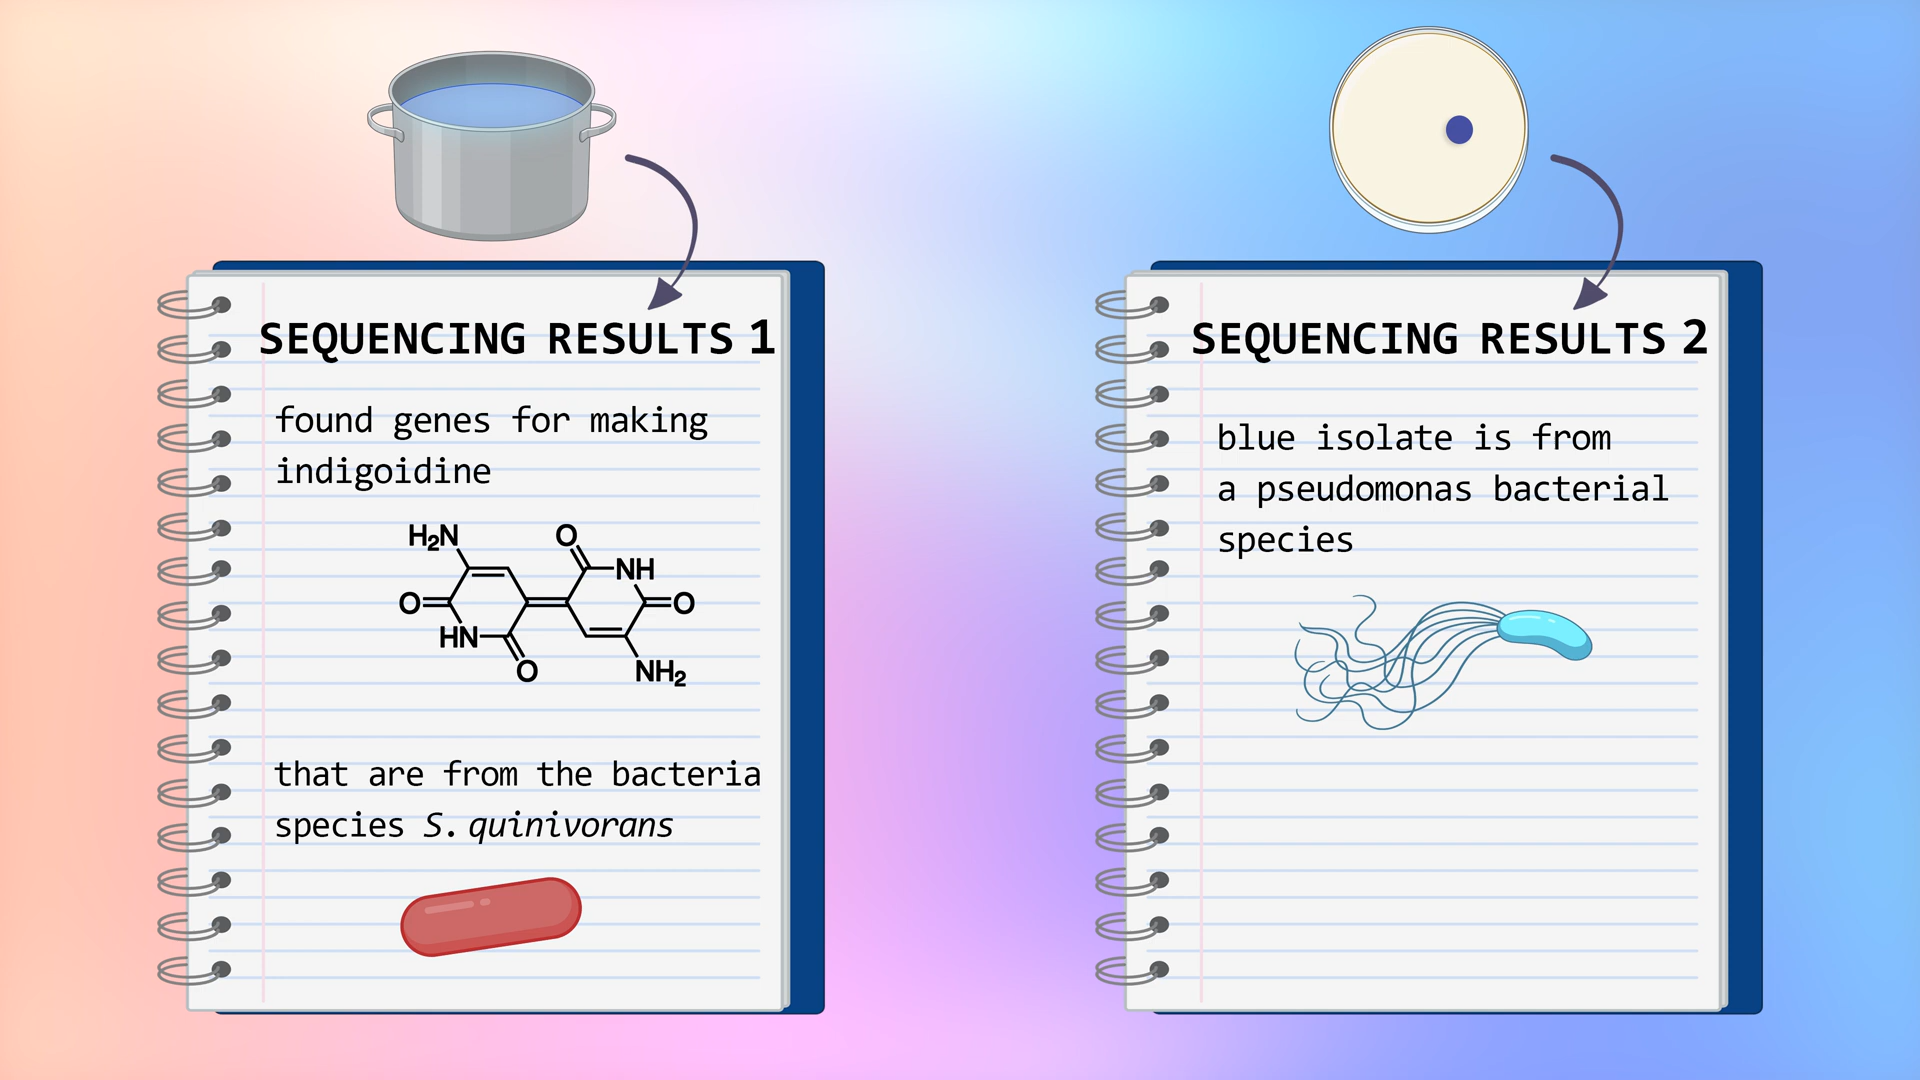 SEQUENCING RESULTS 1
found genes for making
indigoidine
H₂N
O
NH
O
O
HN
O
NH₂
that are from the bacteria
species S. quinivorans
SEQUENCING RESULTS 2
blue isolate is from
a pseudomonas bacterial
species